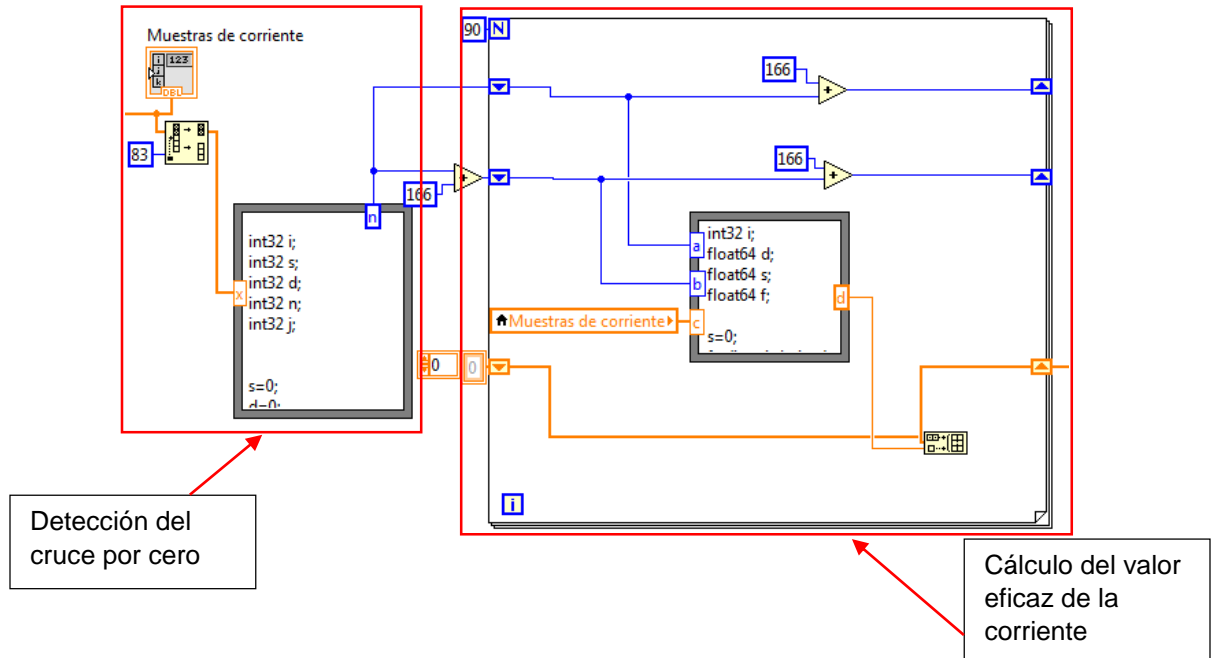 Muestras de corriente
i 123
j
k
DBL
83
n
x
int32 i;
int32 s;
int32 d;
int32 n;
int32 j;
s=0;
d=0;
166
0
0
90 N
166
166
a
b
c
int32 i;
float64 d;
float64 s;
float64 f;
s=0;
d
Muestras de corriente
i
Detección del
cruce por cero
Cálculo del valor
eficaz de la
corriente